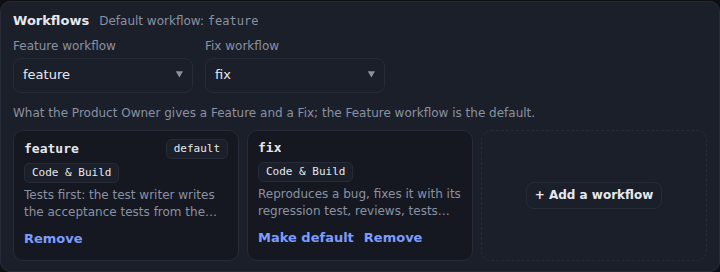 Workflows Default workflow: feature
Feature workflow Fix workflow
feature fix
What the Product Owner gives a Feature and a Fix; the Feature workflow is the default.
feature default
Code & Build
Tests first: the test writer writes
the acceptance tests from the...
Remove
fix
Code & Build
Reproduces a bug, fixes it with its
regression test, reviews, tests...
Make default Remove
+ Add a workflow